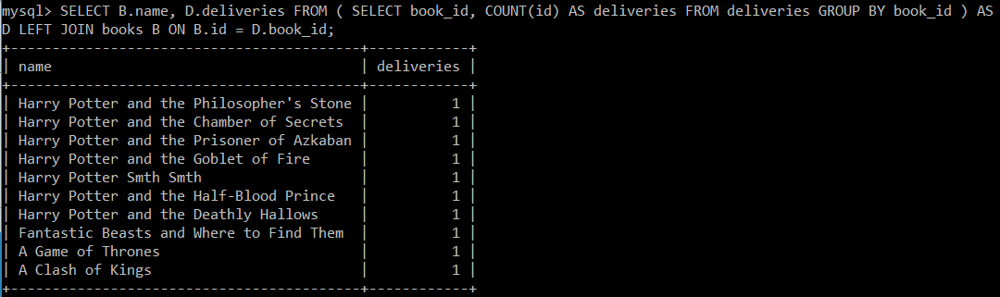 mysql> SELECT B.name, D.deliveries FROM ( SELECT book_id, COUNT(id) AS deliveries FROM deliveries GROUP BY book_id ) AS
D LEFT JOIN books B ON B.id = D.book_id;
+------------------------------------------+------------+
| name                                     | deliveries |
+------------------------------------------+------------+
| Harry Potter and the Philosopher's Stone |          1 |
| Harry Potter and the Chamber of Secrets  |          1 |
| Harry Potter and the Prisoner of Azkaban |          1 |
| Harry Potter and the Goblet of Fire      |          1 |
| Harry Potter Smth Smth                   |          1 |
| Harry Potter and the Half-Blood Prince   |          1 |
| Harry Potter and the Deathly Hallows     |          1 |
| Fantastic Beasts and Where to Find Them  |          1 |
| A Game of Thrones                        |          1 |
| A Clash of Kings                         |          1 |
+------------------------------------------+------------+